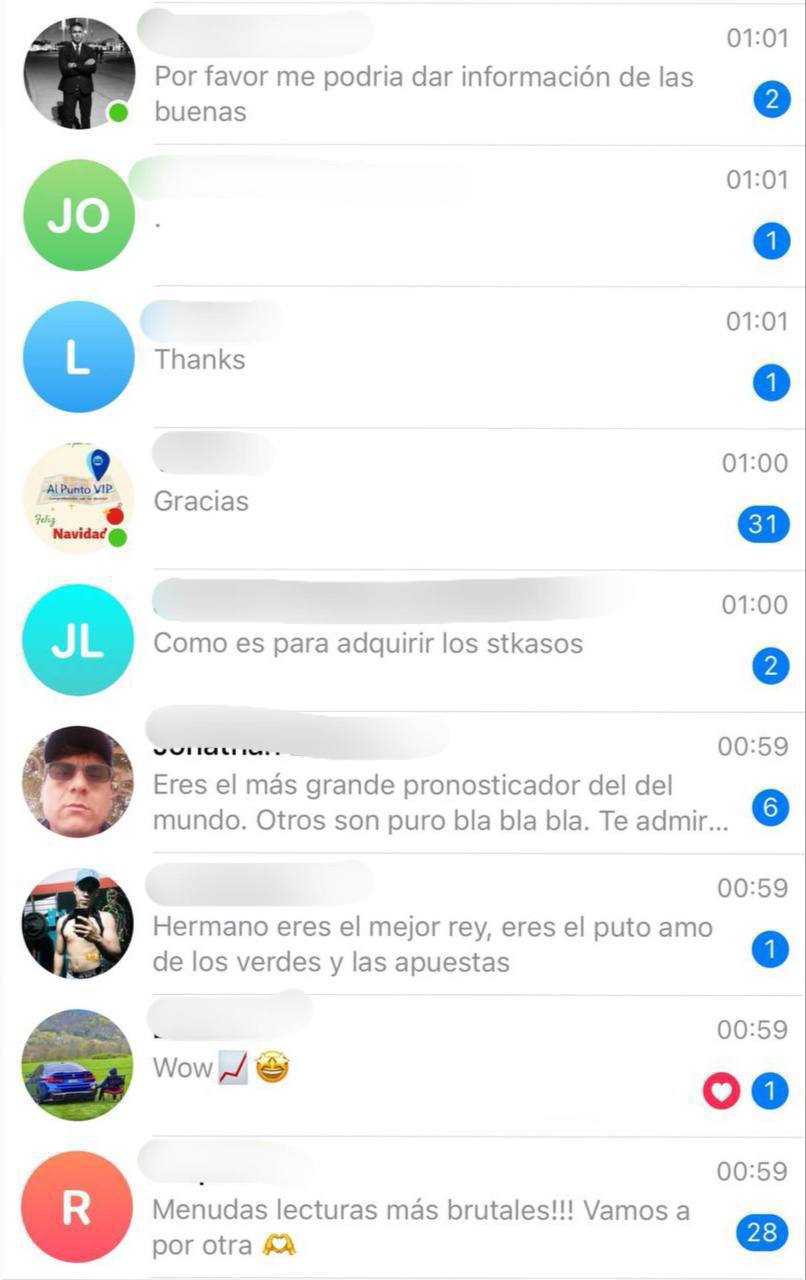 01:01
Por favor me podria dar información de las
buenas
2
JO
01:01
.
1
L
01:01
Thanks
1
Al Punto VIP
Feliz
Navidad
01:00
Gracias
31
JL
01:00
Como es para adquirir los stkasos
2
00:59
Eres el más grande pronosticador del del
mundo. Otros son puro bla bla bla. Te admir...
6
00:59
Hermano eres el mejor rey, eres el puto amo
de los verdes y las apuestas
1
00:59
Wow 📈 🤩
1
R
00:59
Menudas lecturas más brutales!!! Vamos a
por otra 🫶
28